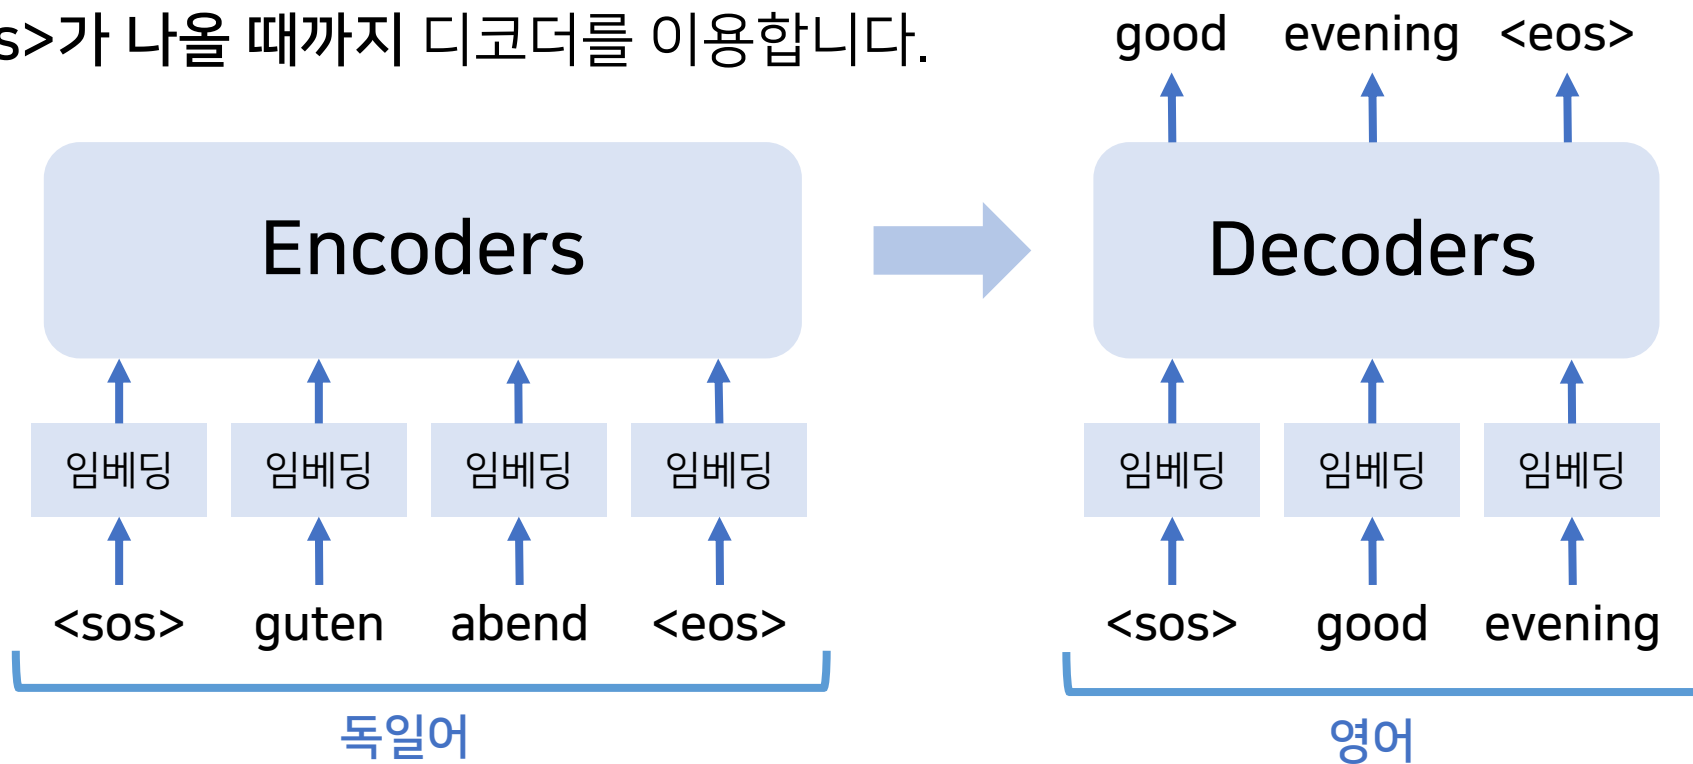 s>가 나올 때까지 디코더를 이용합니다.
good evening <eos>
Encoders
Decoders
임베딩 임베딩 임베딩 임베딩
임베딩 임베딩 임베딩
<sos> guten abend <eos>
<sos> good evening
독일어
영어